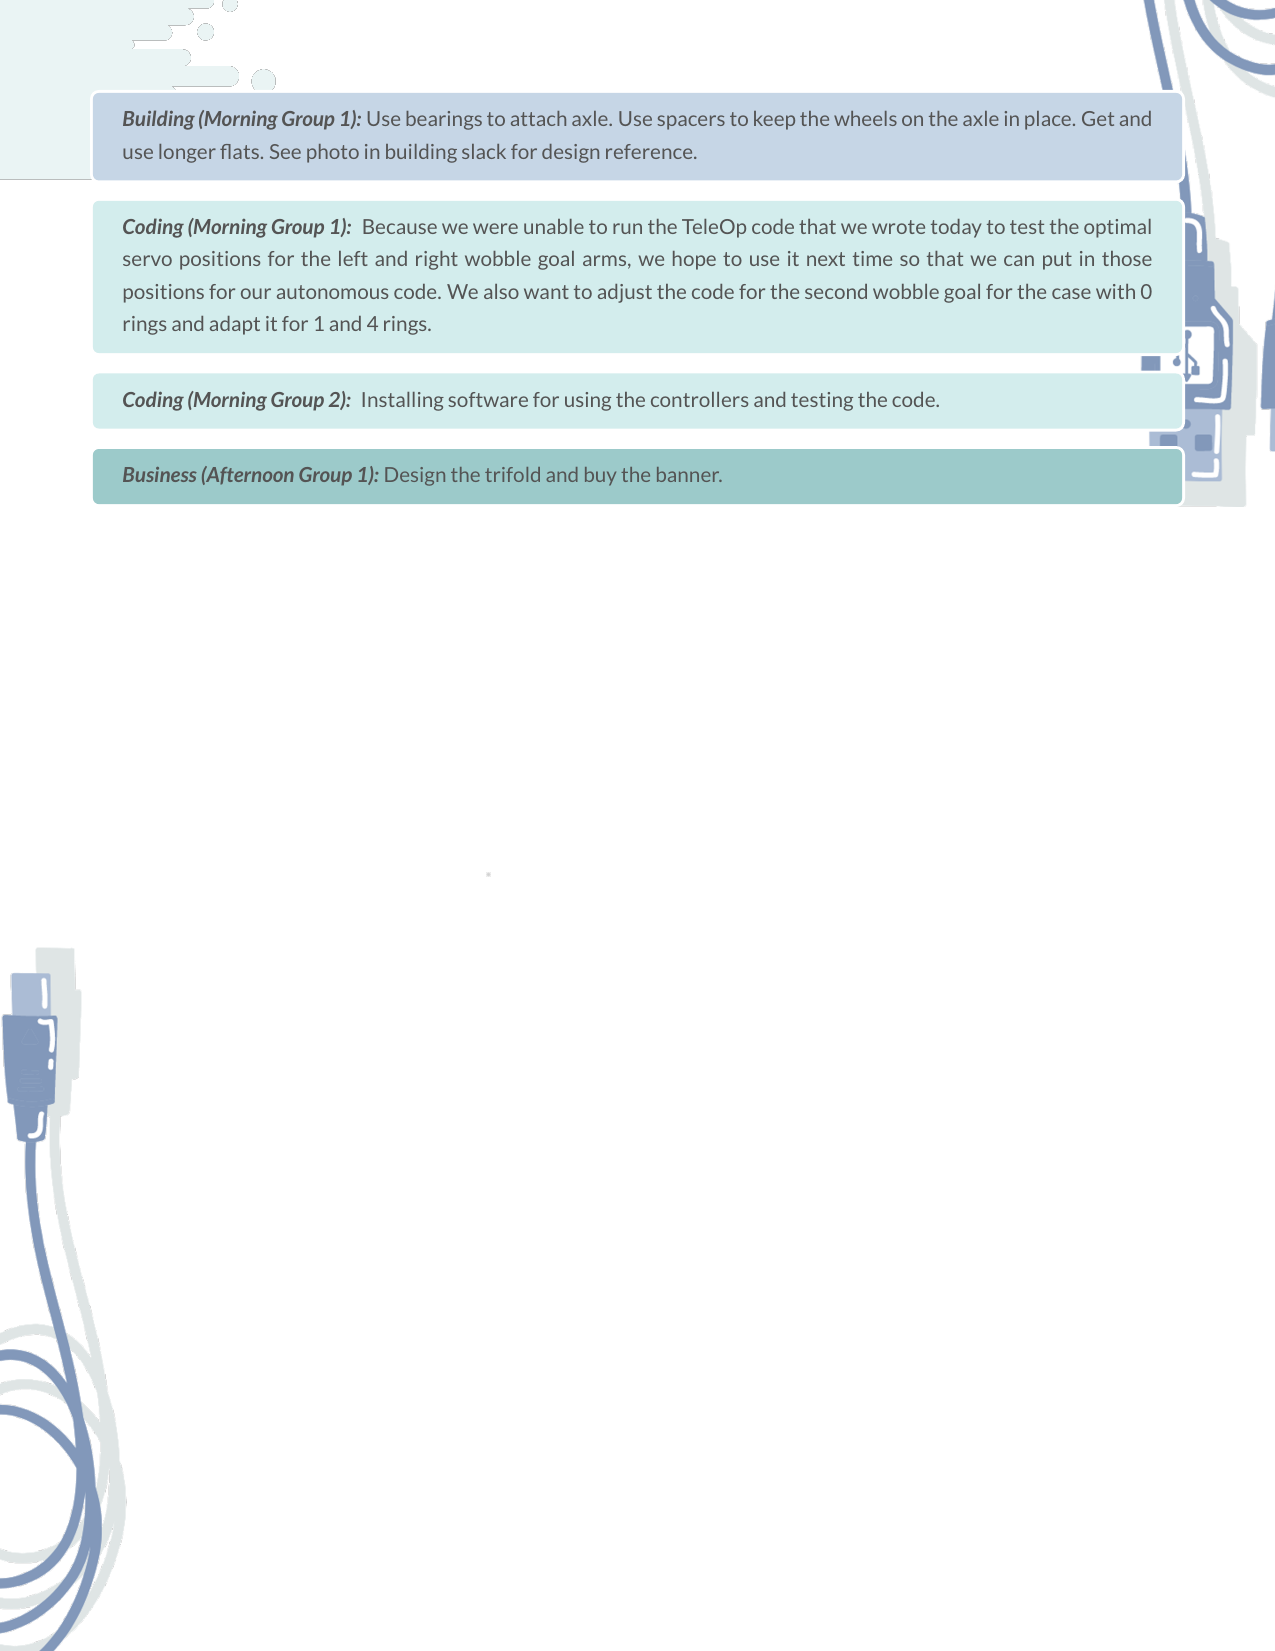 Building (Morning Group 1): Use bearings to attach axle. Use spacers to keep the wheels on the axle in place. Get and
use longer flats. See photo in building slack for design reference.
Coding (Morning Group 1): Because we were unable to run the TeleOp code that we wrote today to test the optimal
servo positions for the left and right wobble goal arms, we hope to use it next time so that we can put in those
positions for our autonomous code. We also want to adjust the code for the second wobble goal for the case with 0
rings and adapt it for 1 and 4 rings.
Coding (Morning Group 2): Installing software for using the controllers and testing the code.
Business (Afternoon Group 1): Design the trifold and buy the banner.